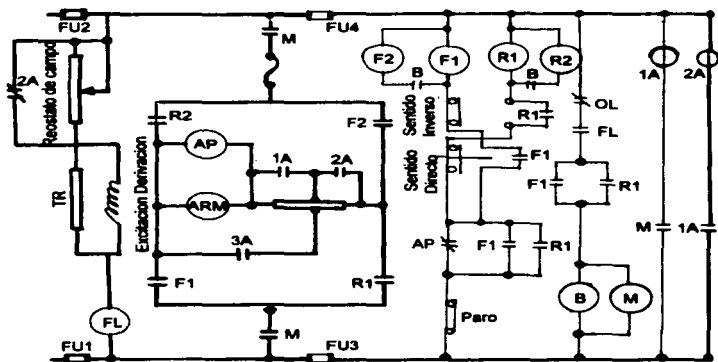 FU2
FU4
M
2A
Reostato de campo
F2
F1
R1
R2
B
B
1A
2A
OL
FL
R1
Sentido Inverso
Sentido Directo
F1
R2
F2
AP
1A
2A
Excitacion Derivacion
ARM
3A
TR
F1
R1
F1
R1
M
1A
AP
F1
R1
B
M
FL
M
Paro
FU1
FU3